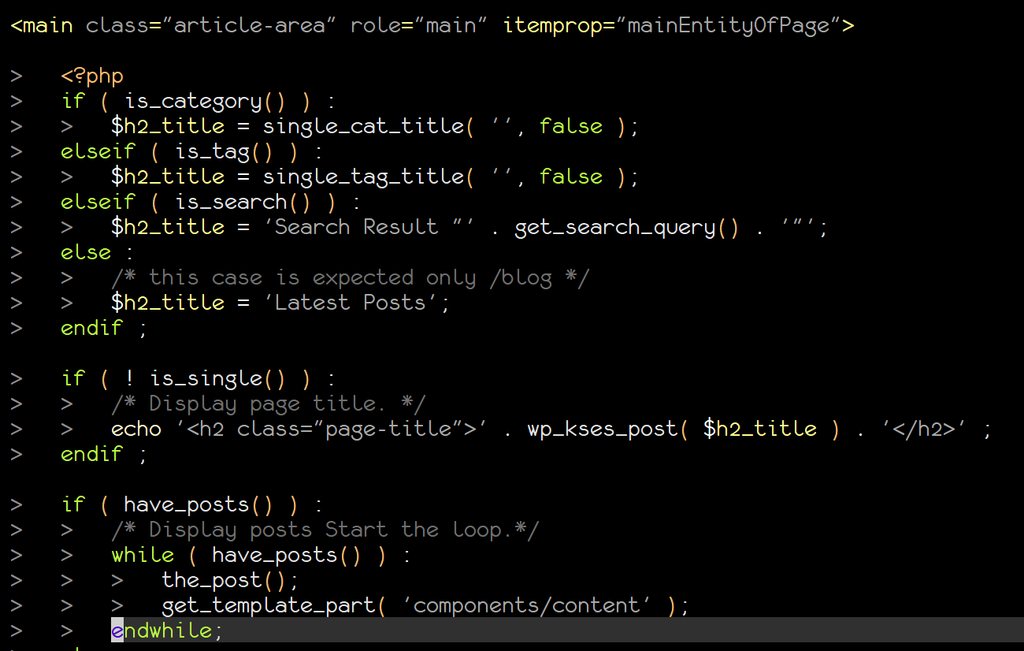 <main class="article-area" role="main" itemprop="mainEntityOfPage">
>   <?php
>   if ( is_category() ) :
>   >   $h2_title = single_cat_title( '', false );
>   elseif ( is_tag() ) :
>   >   $h2_title = single_tag_title( '', false );
>   elseif ( is_search() ) :
>   >   $h2_title = 'Search Result "' . get_search_query() . '"';
>   else :
>   >   /* this case is expected only /blog */
>   >   $h2_title = 'Latest Posts';
>   endif ;
>   if ( ! is_single() ) :
>   >   /* Display page title. */
>   >   echo '<h2 class="page-title">' . wp_kses_post( $h2_title ) . '</h2>' ;
>   endif ;
>   if ( have_posts() ) :
>   >   /* Display posts Start the loop.*/
>   >   while ( have_posts() ) :
>   >   >   the_post();
>   >   >   get_template_part( 'components/content' );
>   >   endwhile;